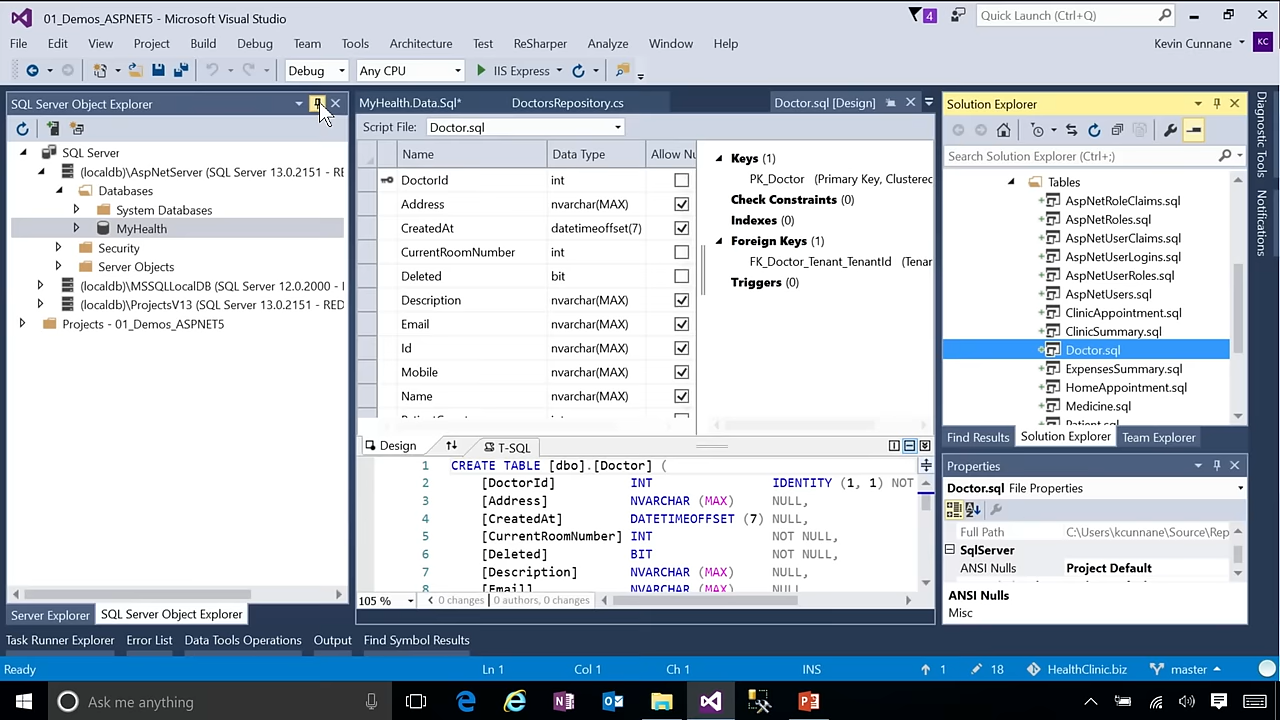 01_Demos_ASPNET5 - Microsoft Visual Studio
4
Quick Launch (Ctrl+Q)
File Edit View Project Build Debug Team Tools Architecture Test ReSharper Analyze Window Help
Kevin Cunnane KC
Debug Any CPU IIS Express
SQL Server Object Explorer
SQL Server
(localdb)\AspNetServer (SQL Server 13.0.2151 - RE
Databases
System Databases
MyHealth
Security
Server Objects
(localdb)\MSSQLLocalDB (SQL Server 12.0.2000 - 
(localdb)\ProjectsV13 (SQL Server 13.0.2151 - RED
Projects - 01_Demos_ASPNET5
Server Explorer SQL Server Object Explorer
MyHealth.Data.Sql* DoctorsRepository.cs Doctor.sql [Design]
Script File: Doctor.sql
Name Data Type Allow Nu
DoctorId int
Address nvarchar(MAX)
CreatedAt datetimeoffset(7)
CurrentRoomNumber int
Deleted bit
Description nvarchar(MAX)
Email nvarchar(MAX)
Id nvarchar(MAX)
Mobile nvarchar(MAX)
Name nvarchar(MAX)
Keys (1)
PK_Doctor (Primary Key, Clustered
Check Constraints (0)
Indexes (0)
Foreign Keys (1)
FK_Doctor_Tenant_TenantId (Tenar
Triggers (0)
Design T-SQL
1 CREATE TABLE [dbo].[Doctor] (
2 [DoctorId] INT IDENTITY (1, 1) NOT
3 [Address] NVARCHAR (MAX) NULL,
4 [CreatedAt] DATETIMEOFFSET (7) NULL,
5 [CurrentRoomNumber] INT NOT NULL,
6 [Deleted] BIT NOT NULL,
7 [Description] NVARCHAR (MAX) NULL,
8 [Email] NVARCHAR (MAX) NULL,
105 % 0 changes | 0 authors, 0 changes
Solution Explorer
Search Solution Explorer (Ctrl+;)
Tables
AspNetRoleClaims.sql
AspNetRoles.sql
AspNetUserClaims.sql
AspNetUserLogins.sql
AspNetUserRoles.sql
AspNetUsers.sql
ClinicAppointment.sql
ClinicSummary.sql
Doctor.sql
ExpensesSummary.sql
HomeAppointment.sql
Medicine.sql
Patient.sql
Find Results Solution Explorer Team Explorer
Properties
Doctor.sql File Properties
Full Path C:\Users\kcunnane\Source\Rep
SqlServer
ANSI Nulls Project Default
ANSI Nulls
Misc
Diagnostic Tools
Notifications
Task Runner Explorer Error List Data Tools Operations Output Find Symbol Results
Ready Ln 1 Col 1 Ch 1 INS 1 18 HealthClinic.biz master
Ask me anything